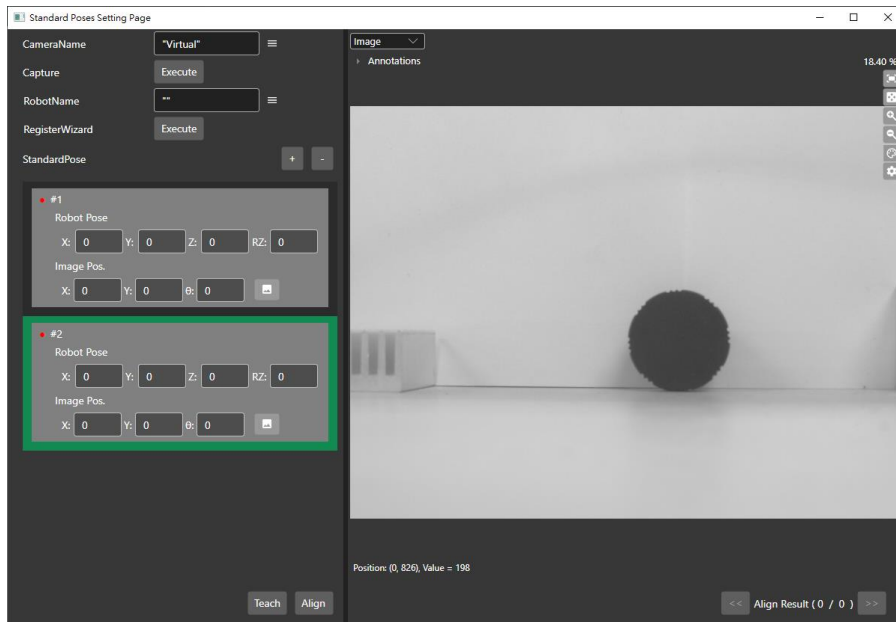 Standard Poses Setting Page
CameraName "Virtual"
Capture Execute
RobotName ""
RegisterWizard Execute
StandardPose + -
#1
Robot Pose
X: 0 Y: 0 Z: 0 RZ: 0
Image Pos.
X: 0 Y: 0 θ: 0
#2
Robot Pose
X: 0 Y: 0 Z: 0 RZ: 0
Image Pos.
X: 0 Y: 0 θ: 0
Teach Align
Image
Annotations
18.40 %
Position: (0, 826), Value = 198
<< Align Result ( 0 / 0 ) >>